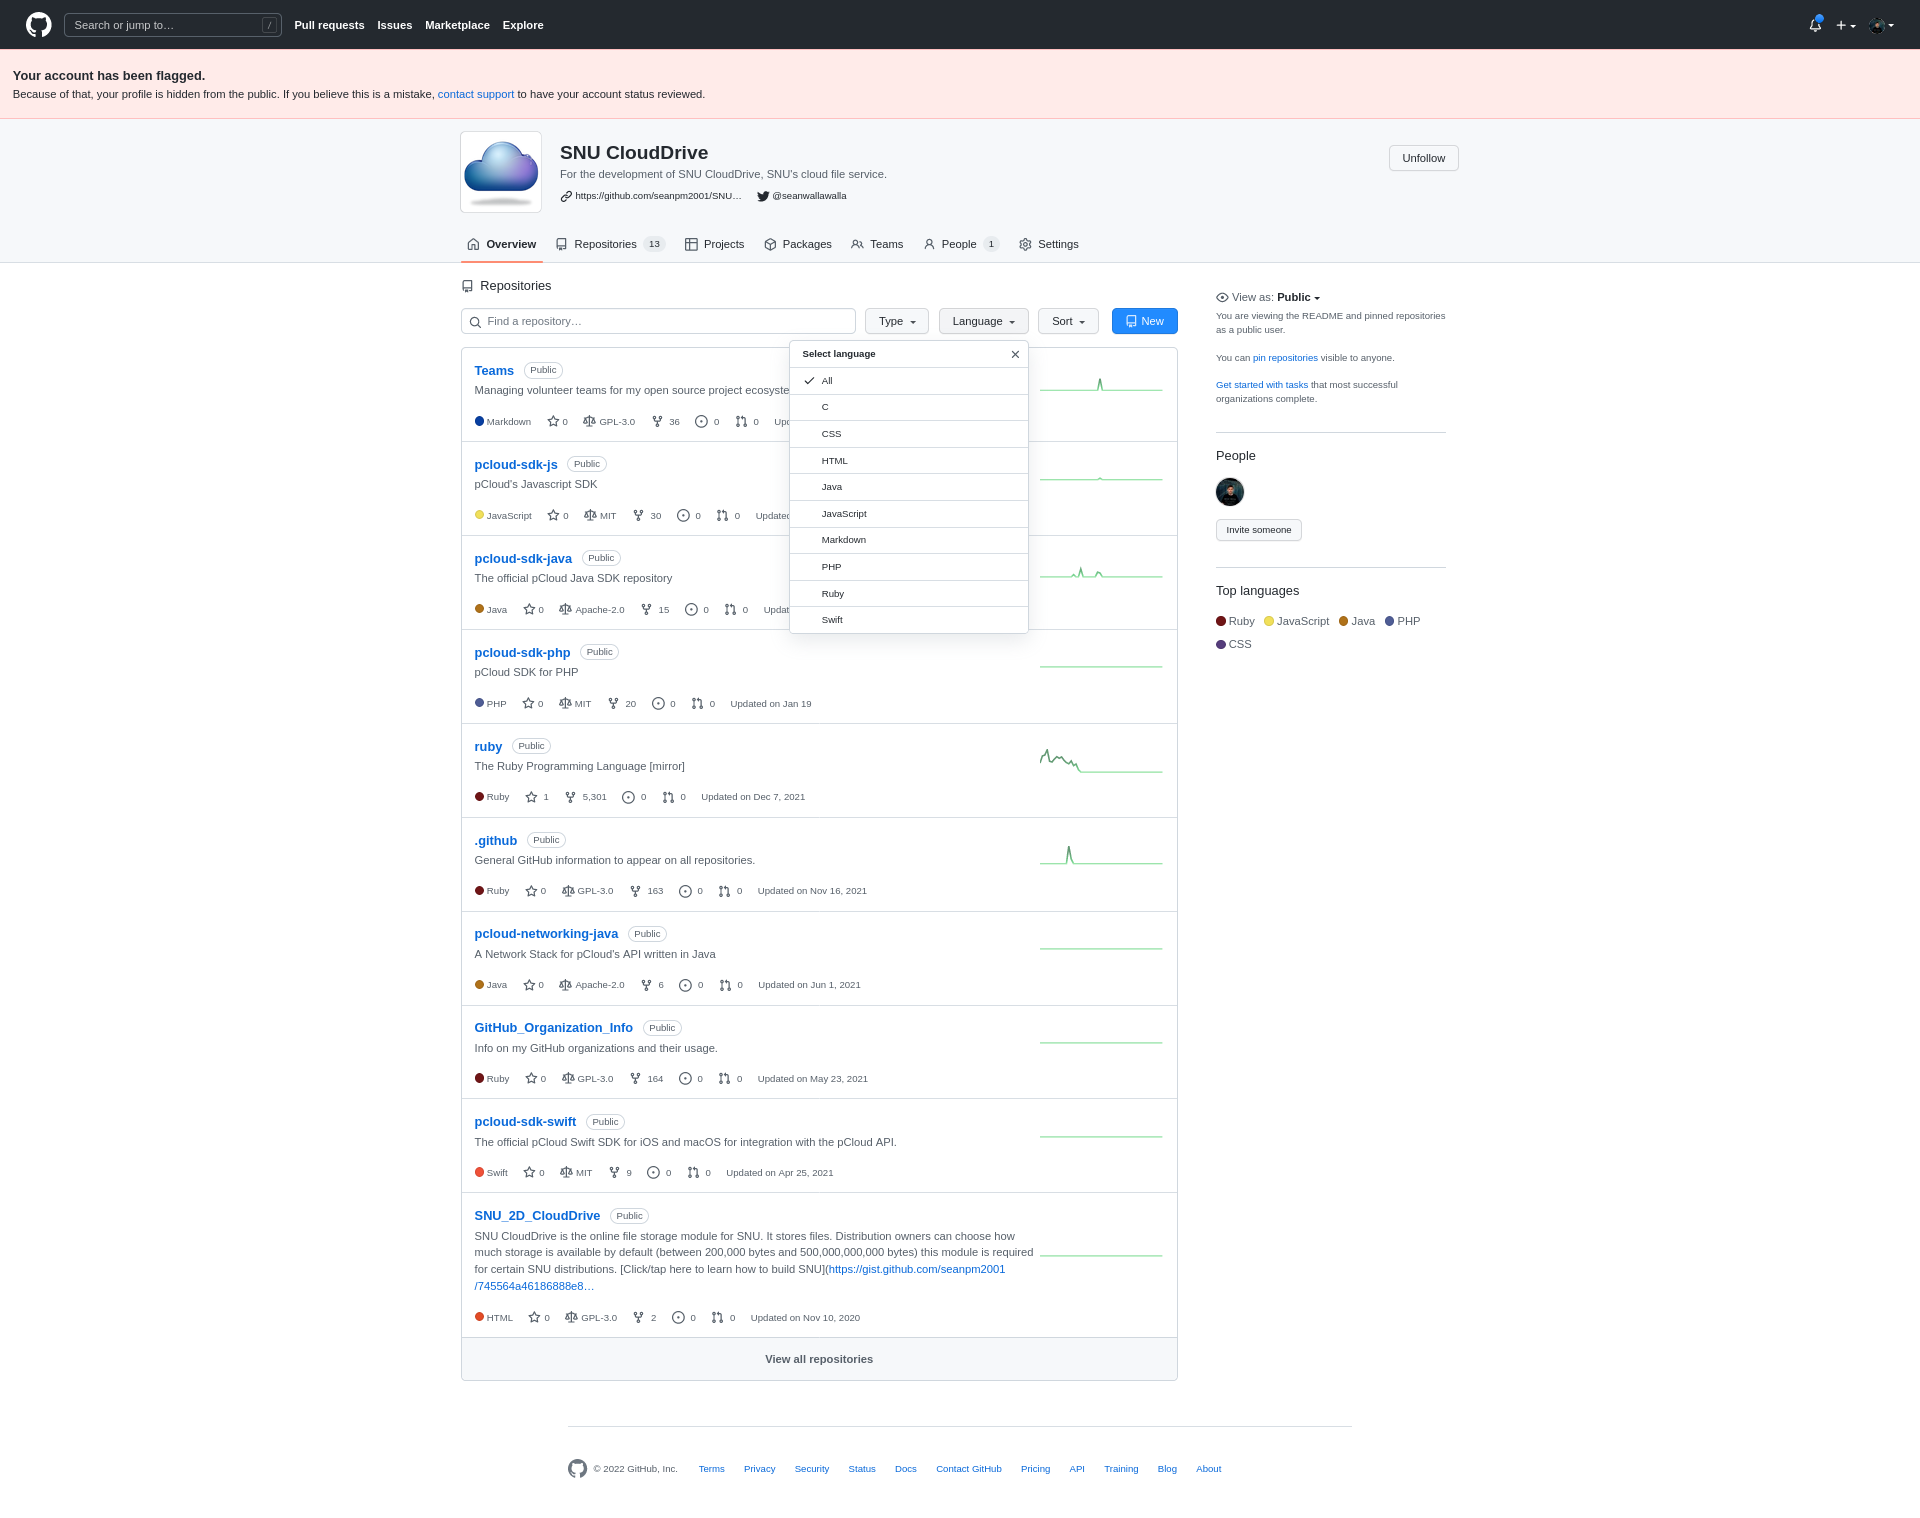 Search or jump to…
/
Pull requests Issues Marketplace Explore
Your account has been flagged.
Because of that, your profile is hidden from the public. If you believe this is a mistake, contact support to have your account status reviewed.
SNU CloudDrive
Unfollow
For the development of SNU CloudDrive, SNU's cloud file service.
https://github.com/seanpm2001/SNU… @seanwallawalla
Overview Repositories 13 Projects Packages Teams People 1 Settings
Repositories
Find a repository…
Type Language Sort New
Select language
All
C
CSS
HTML
Java
JavaScript
Markdown
PHP
Ruby
Swift
Teams Public
Managing volunteer teams for my open source project ecosyste
Markdown 0 GPL-3.0 36 0 0 Upd
pcloud-sdk-js Public
pCloud's Javascript SDK
JavaScript 0 MIT 30 0 0 Updated
pcloud-sdk-java Public
The official pCloud Java SDK repository
Java 0 Apache-2.0 15 0 0 Updat
pcloud-sdk-php Public
pCloud SDK for PHP
PHP 0 MIT 20 0 0 Updated on Jan 19
ruby Public
The Ruby Programming Language [mirror]
Ruby 1 5,301 0 0 Updated on Dec 7, 2021
.github Public
General GitHub information to appear on all repositories.
Ruby 0 GPL-3.0 163 0 0 Updated on Nov 16, 2021
pcloud-networking-java Public
A Network Stack for pCloud's API written in Java
Java 0 Apache-2.0 6 0 0 Updated on Jun 1, 2021
GitHub_Organization_Info Public
Info on my GitHub organizations and their usage.
Ruby 0 GPL-3.0 164 0 0 Updated on May 23, 2021
pcloud-sdk-swift Public
The official pCloud Swift SDK for iOS and macOS for integration with the pCloud API.
Swift 0 MIT 9 0 0 Updated on Apr 25, 2021
SNU_2D_CloudDrive Public
SNU CloudDrive is the online file storage module for SNU. It stores files. Distribution owners can choose how
much storage is available by default (between 200,000 bytes and 500,000,000,000 bytes) this module is required
for certain SNU distributions. [Click/tap here to learn how to build SNU](https://gist.github.com/seanpm2001
/745564a46186888e8…
HTML 0 GPL-3.0 2 0 0 Updated on Nov 10, 2020
View all repositories
View as: Public
You are viewing the README and pinned repositories
as a public user.
You can pin repositories visible to anyone.
Get started with tasks that most successful
organizations complete.
People
Invite someone
Top languages
Ruby JavaScript Java PHP
CSS
© 2022 GitHub, Inc. Terms Privacy Security Status Docs Contact GitHub Pricing API Training Blog About